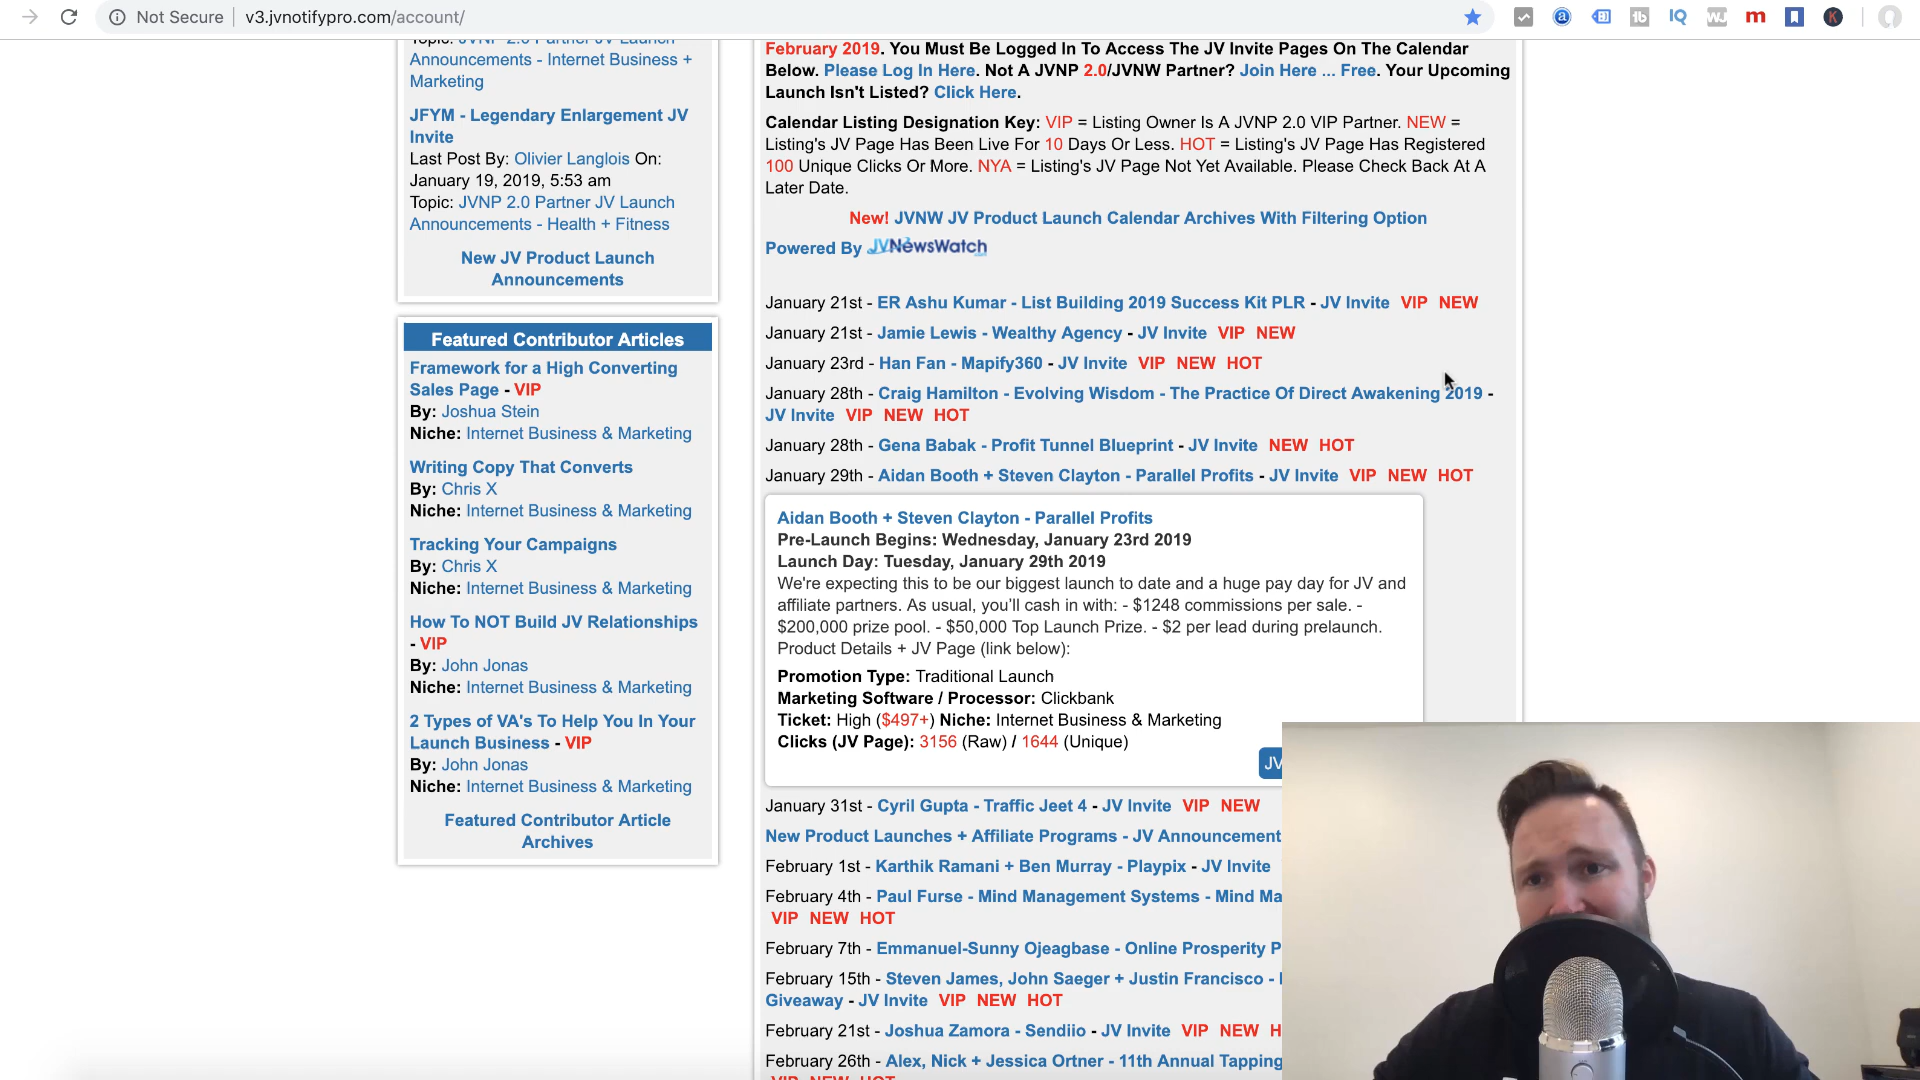 Not Secure
v3.jvnotifypro.com/account/
Topic: JVNP 2.0 Partner JV Launch
Announcements - Internet Business +
Marketing
JFYM - Legendary Enlargement JV
Invite
Last Post By: Olivier Langlois On:
January 19, 2019, 5:53 am
Topic: JVNP 2.0 Partner JV Launch
Announcements - Health + Fitness
New JV Product Launch
Announcements
Featured Contributor Articles
Framework for a High Converting
Sales Page - VIP
By: Joshua Stein
Niche: Internet Business & Marketing
Writing Copy That Converts
By: Chris X
Niche: Internet Business & Marketing
Tracking Your Campaigns
By: Chris X
Niche: Internet Business & Marketing
How To NOT Build JV Relationships
- VIP
By: John Jonas
Niche: Internet Business & Marketing
2 Types of VA's To Help You In Your
Launch Business - VIP
By: John Jonas
Niche: Internet Business & Marketing
Featured Contributor Article
Archives
February 2019. You Must Be Logged In To Access The JV Invite Pages On The Calendar
Below. Please Log In Here. Not A JVNP 2.0/JVNW Partner? Join Here ... Free. Your Upcoming
Launch Isn't Listed? Click Here.
Calendar Listing Designation Key: VIP = Listing Owner Is A JVNP 2.0 VIP Partner. NEW =
Listing's JV Page Has Been Live For 10 Days Or Less. HOT = Listing's JV Page Has Registered
100 Unique Clicks Or More. NYA = Listing's JV Page Not Yet Available. Please Check Back At A
Later Date.
New! JVNW JV Product Launch Calendar Archives With Filtering Option
Powered By JVNewsWatch
January 21st - ER Ashu Kumar - List Building 2019 Success Kit PLR - JV Invite VIP NEW
January 21st - Jamie Lewis - Wealthy Agency - JV Invite VIP NEW
January 23rd - Han Fan - Mapify360 - JV Invite VIP NEW HOT
January 28th - Craig Hamilton - Evolving Wisdom - The Practice Of Direct Awakening 2019 -
JV Invite VIP NEW HOT
January 28th - Gena Babak - Profit Tunnel Blueprint - JV Invite NEW HOT
January 29th - Aidan Booth + Steven Clayton - Parallel Profits - JV Invite VIP NEW HOT
Aidan Booth + Steven Clayton - Parallel Profits
Pre-Launch Begins: Wednesday, January 23rd 2019
Launch Day: Tuesday, January 29th 2019
We're expecting this to be our biggest launch to date and a huge pay day for JV and
affiliate partners. As usual, you'll cash in with: - $1248 commissions per sale. -
$200,000 prize pool. - $50,000 Top Launch Prize. - $2 per lead during prelaunch.
Product Details + JV Page (link below):
Promotion Type: Traditional Launch
Marketing Software / Processor: Clickbank
Ticket: High ($497+) Niche: Internet Business & Marketing
Clicks (JV Page): 3156 (Raw) / 1644 (Unique)
JV
January 31st - Cyril Gupta - Traffic Jeet 4 - JV Invite VIP NEW
New Product Launches + Affiliate Programs - JV Announcement
February 1st - Karthik Ramani + Ben Murray - Playpix - JV Invite
February 4th - Paul Furse - Mind Management Systems - Mind Ma
VIP NEW HOT
February 7th - Emmanuel-Sunny Ojeagbase - Online Prosperity P
February 15th - Steven James, John Saeger + Justin Francisco -
Giveaway - JV Invite VIP NEW HOT
February 21st - Joshua Zamora - Sendiio - JV Invite VIP NEW H
February 26th - Alex, Nick + Jessica Ortner - 11th Annual Tapping
VIP NEW HOT